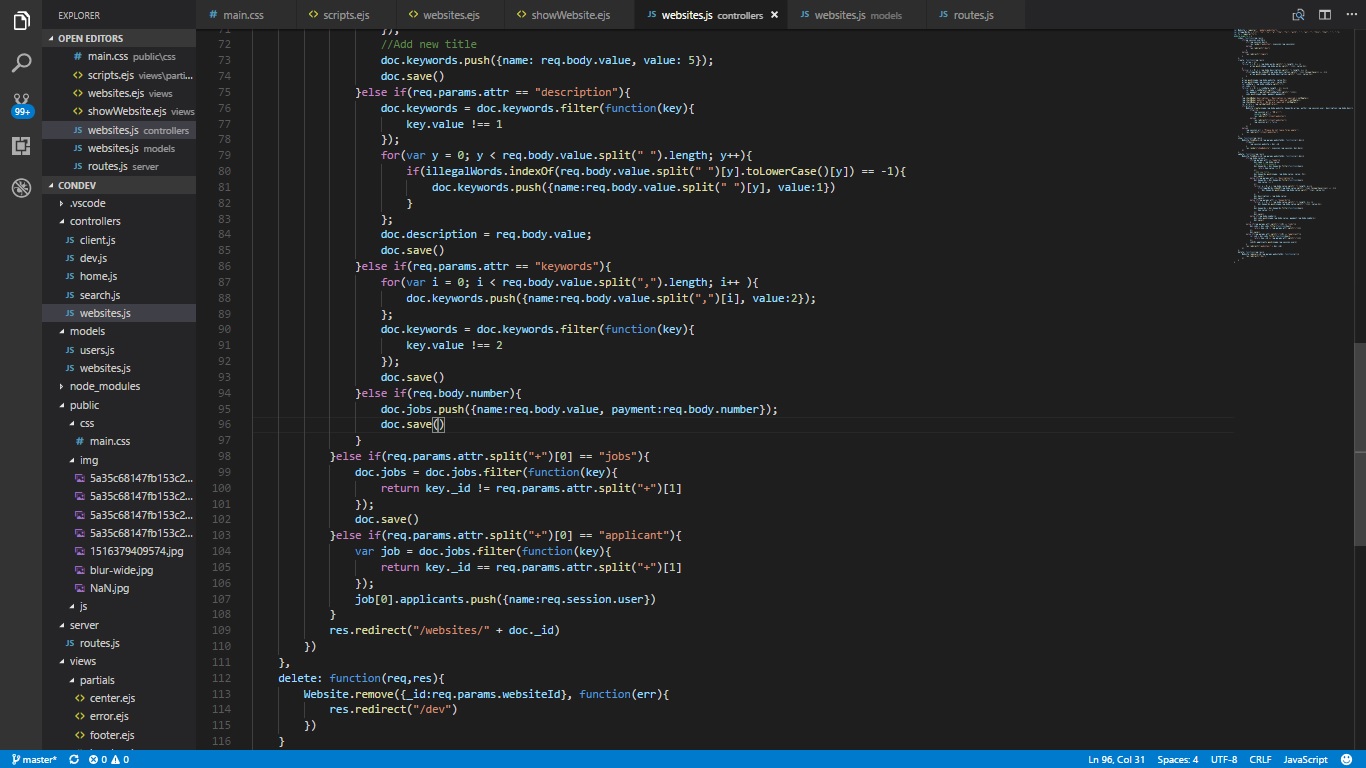 EXPLORER
main.css
scripts.ejs
websites.ejs
showWebsite.ejs
websites.js controllers ×
websites.js models
routes.js
OPEN EDITORS
main.css public\css
scripts.ejs views\parti...
websites.ejs views
showWebsite.ejs views
websites.js controllers
websites.js models
routes.js server
99+
CONDEV
.vscode
controllers
JS client.js
JS dev.js
JS home.js
JS search.js
JS websites.js
models
JS users.js
JS websites.js
node_modules
public
css
# main.css
img
5a35c68147fb153c2...
5a35c68147fb153c2...
5a35c68147fb153c2...
5a35c68147fb153c2...
1516379409574.jpg
blur-wide.jpg
NaN.jpg
js
server
JS routes.js
views
partials
<> center.ejs
<> error.ejs
<> footer.ejs
71 });
72 //Add new title
73 doc.keywords.push({name: req.body.value, value: 5});
74 doc.save()
75 }else if(req.params.attr == "description"){
76 doc.keywords = doc.keywords.filter(function(key){
77 key.value !== 1
78 });
79 for(var y = 0; y < req.body.value.split(" ").length; y++){
80 if(illegalWords.indexOf(req.body.value.split(" ")[y].toLowerCase()[y]) == -1){
81 doc.keywords.push({name:req.body.value.split(" ")[y], value:1})
82 }
83 };
84 doc.description = req.body.value;
85 doc.save()
86 }else if(req.params.attr == "keywords"){
87 for(var i = 0; i < req.body.value.split(",").length; i++ ){
88 doc.keywords.push({name:req.body.value.split(",")[i], value:2});
89 };
90 doc.keywords = doc.keywords.filter(function(key){
91 key.value !== 2
92 });
93 doc.save()
94 }else if(req.body.number){
95 doc.jobs.push({name:req.body.value, payment:req.body.number});
96 doc.save()
97 }
98 }else if(req.params.attr.split("+")[0] == "jobs"){
99 doc.jobs = doc.jobs.filter(function(key){
100 return key._id != req.params.attr.split("+")[1]
101 });
102 doc.save()
103 }else if(req.params.attr.split("+")[0] == "applicant"){
104 var job = doc.jobs.filter(function(key){
105 return key._id == req.params.attr.split("+")[1]
106 });
107 job[0].applicants.push({name:req.session.user})
108 }
109 res.redirect("/websites/" + doc._id)
110 })
111 },
112 delete: function(req,res){
113 Website.remove({_id:req.params.websiteId}, function(err){
114 res.redirect("/dev")
115 })
116 }
master* 0 0
Ln 96, Col 31 Spaces: 4 UTF-8 CRLF JavaScript